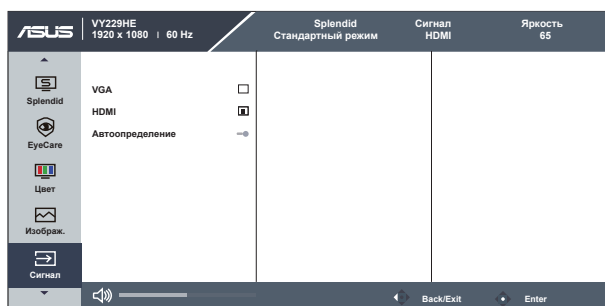 ASUS
VY229HE
1920 x 1080 I 60 Hz
Splendid
Стандартный режим
Сигнал
HDMI
Яркость
65
Splendid
EyeCare
Цвет
Изображ.
Сигнал
VGA
HDMI
Автоопределение
Back/Exit
Enter